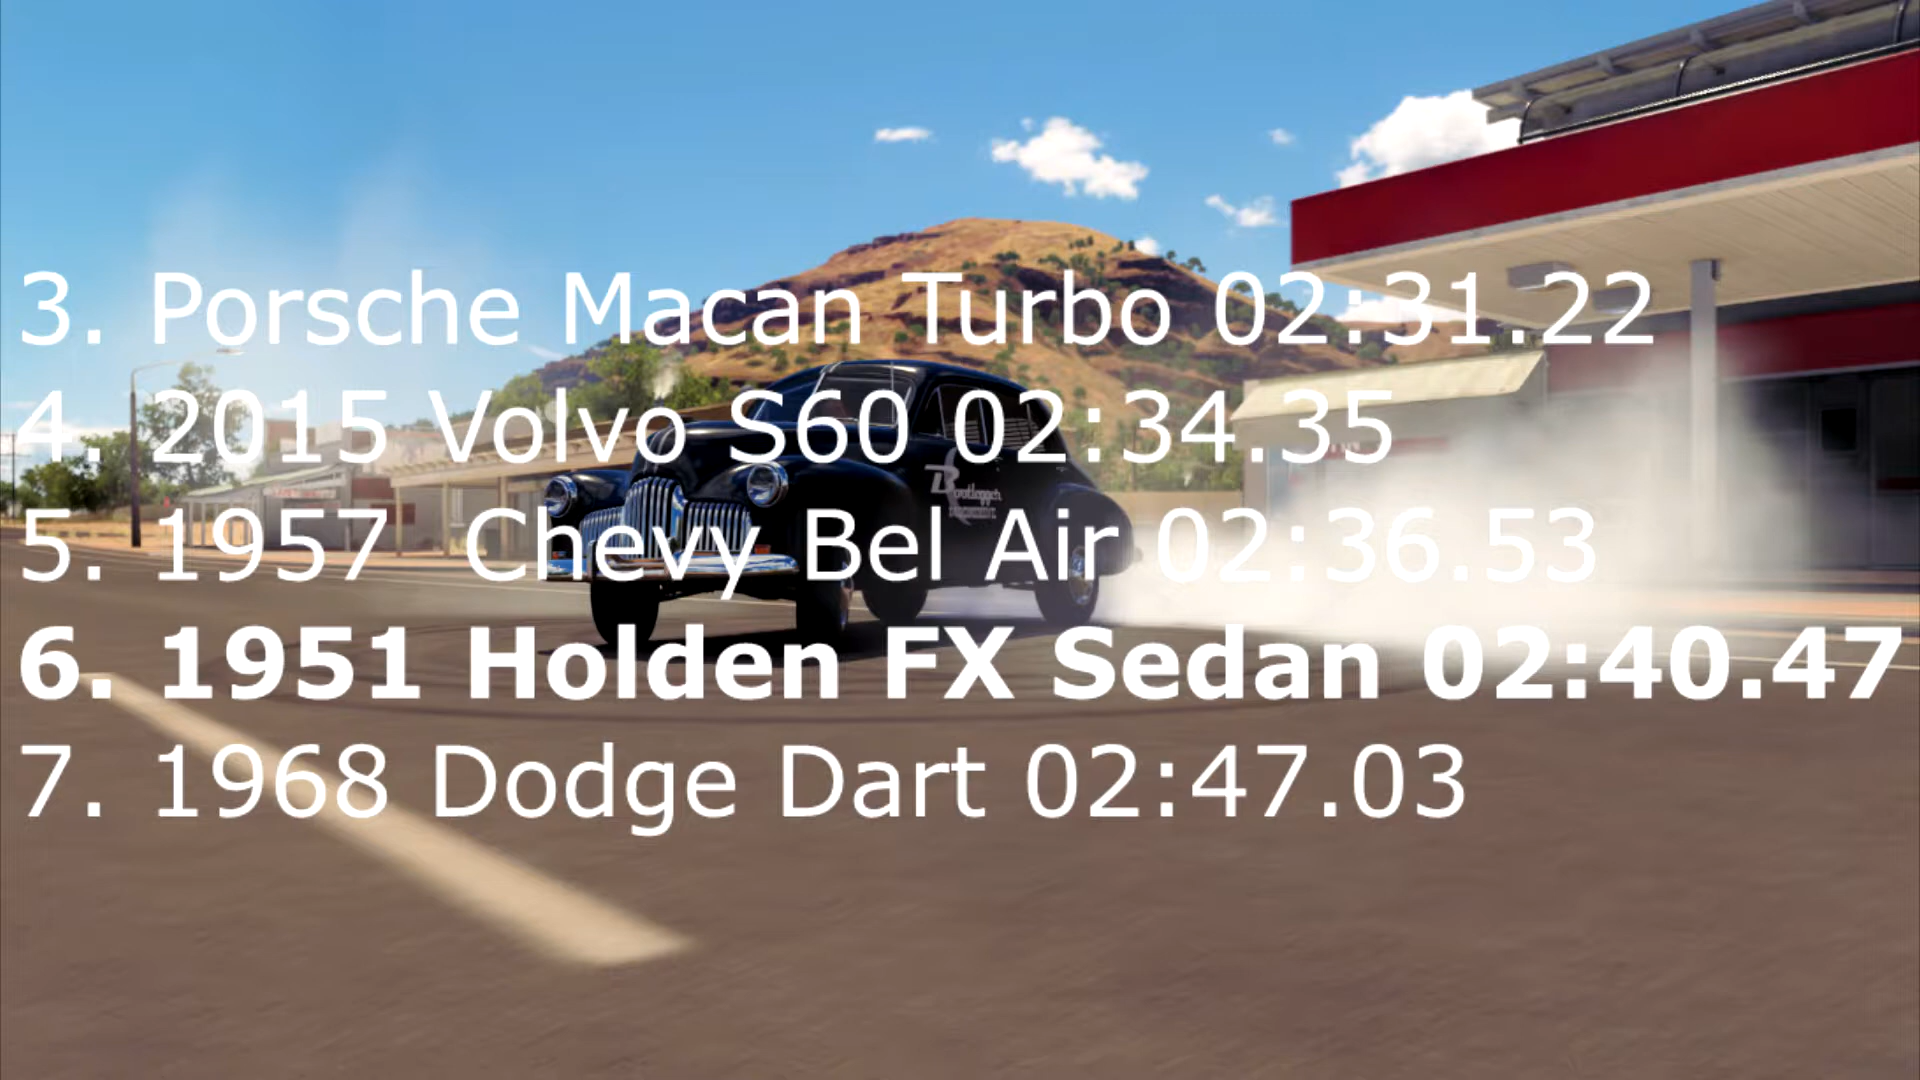 3. Porsche Macan Turbo 02:31.22
4. 2015 Volvo S60 02:34.35
5. 1957 Chevy Bel Air 02:36.53
6. 1951 Holden FX Sedan 02:40.47
7. 1968 Dodge Dart 02:47.03
Bootlegger